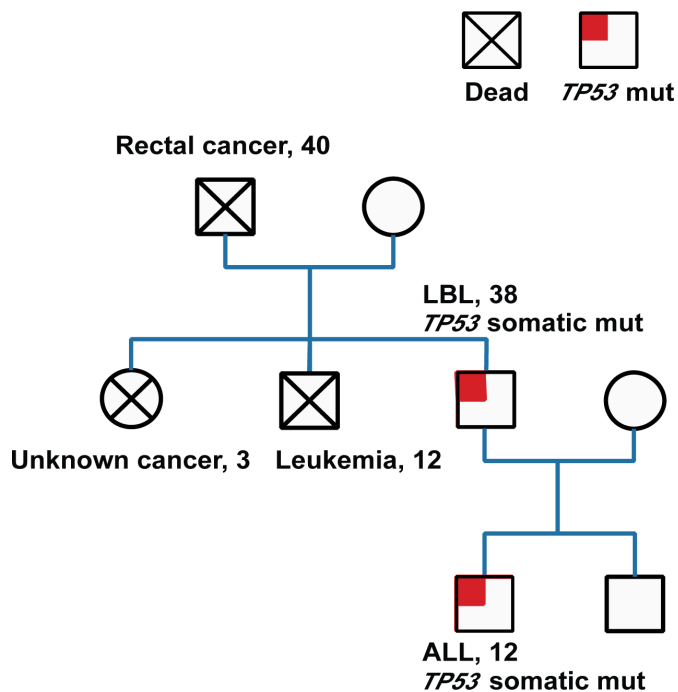 Dead TP53 mut
Rectal cancer, 40
LBL, 38
TP53 somatic mut
Unknown cancer, 3 Leukemia, 12
ALL, 12
TP53 somatic mut